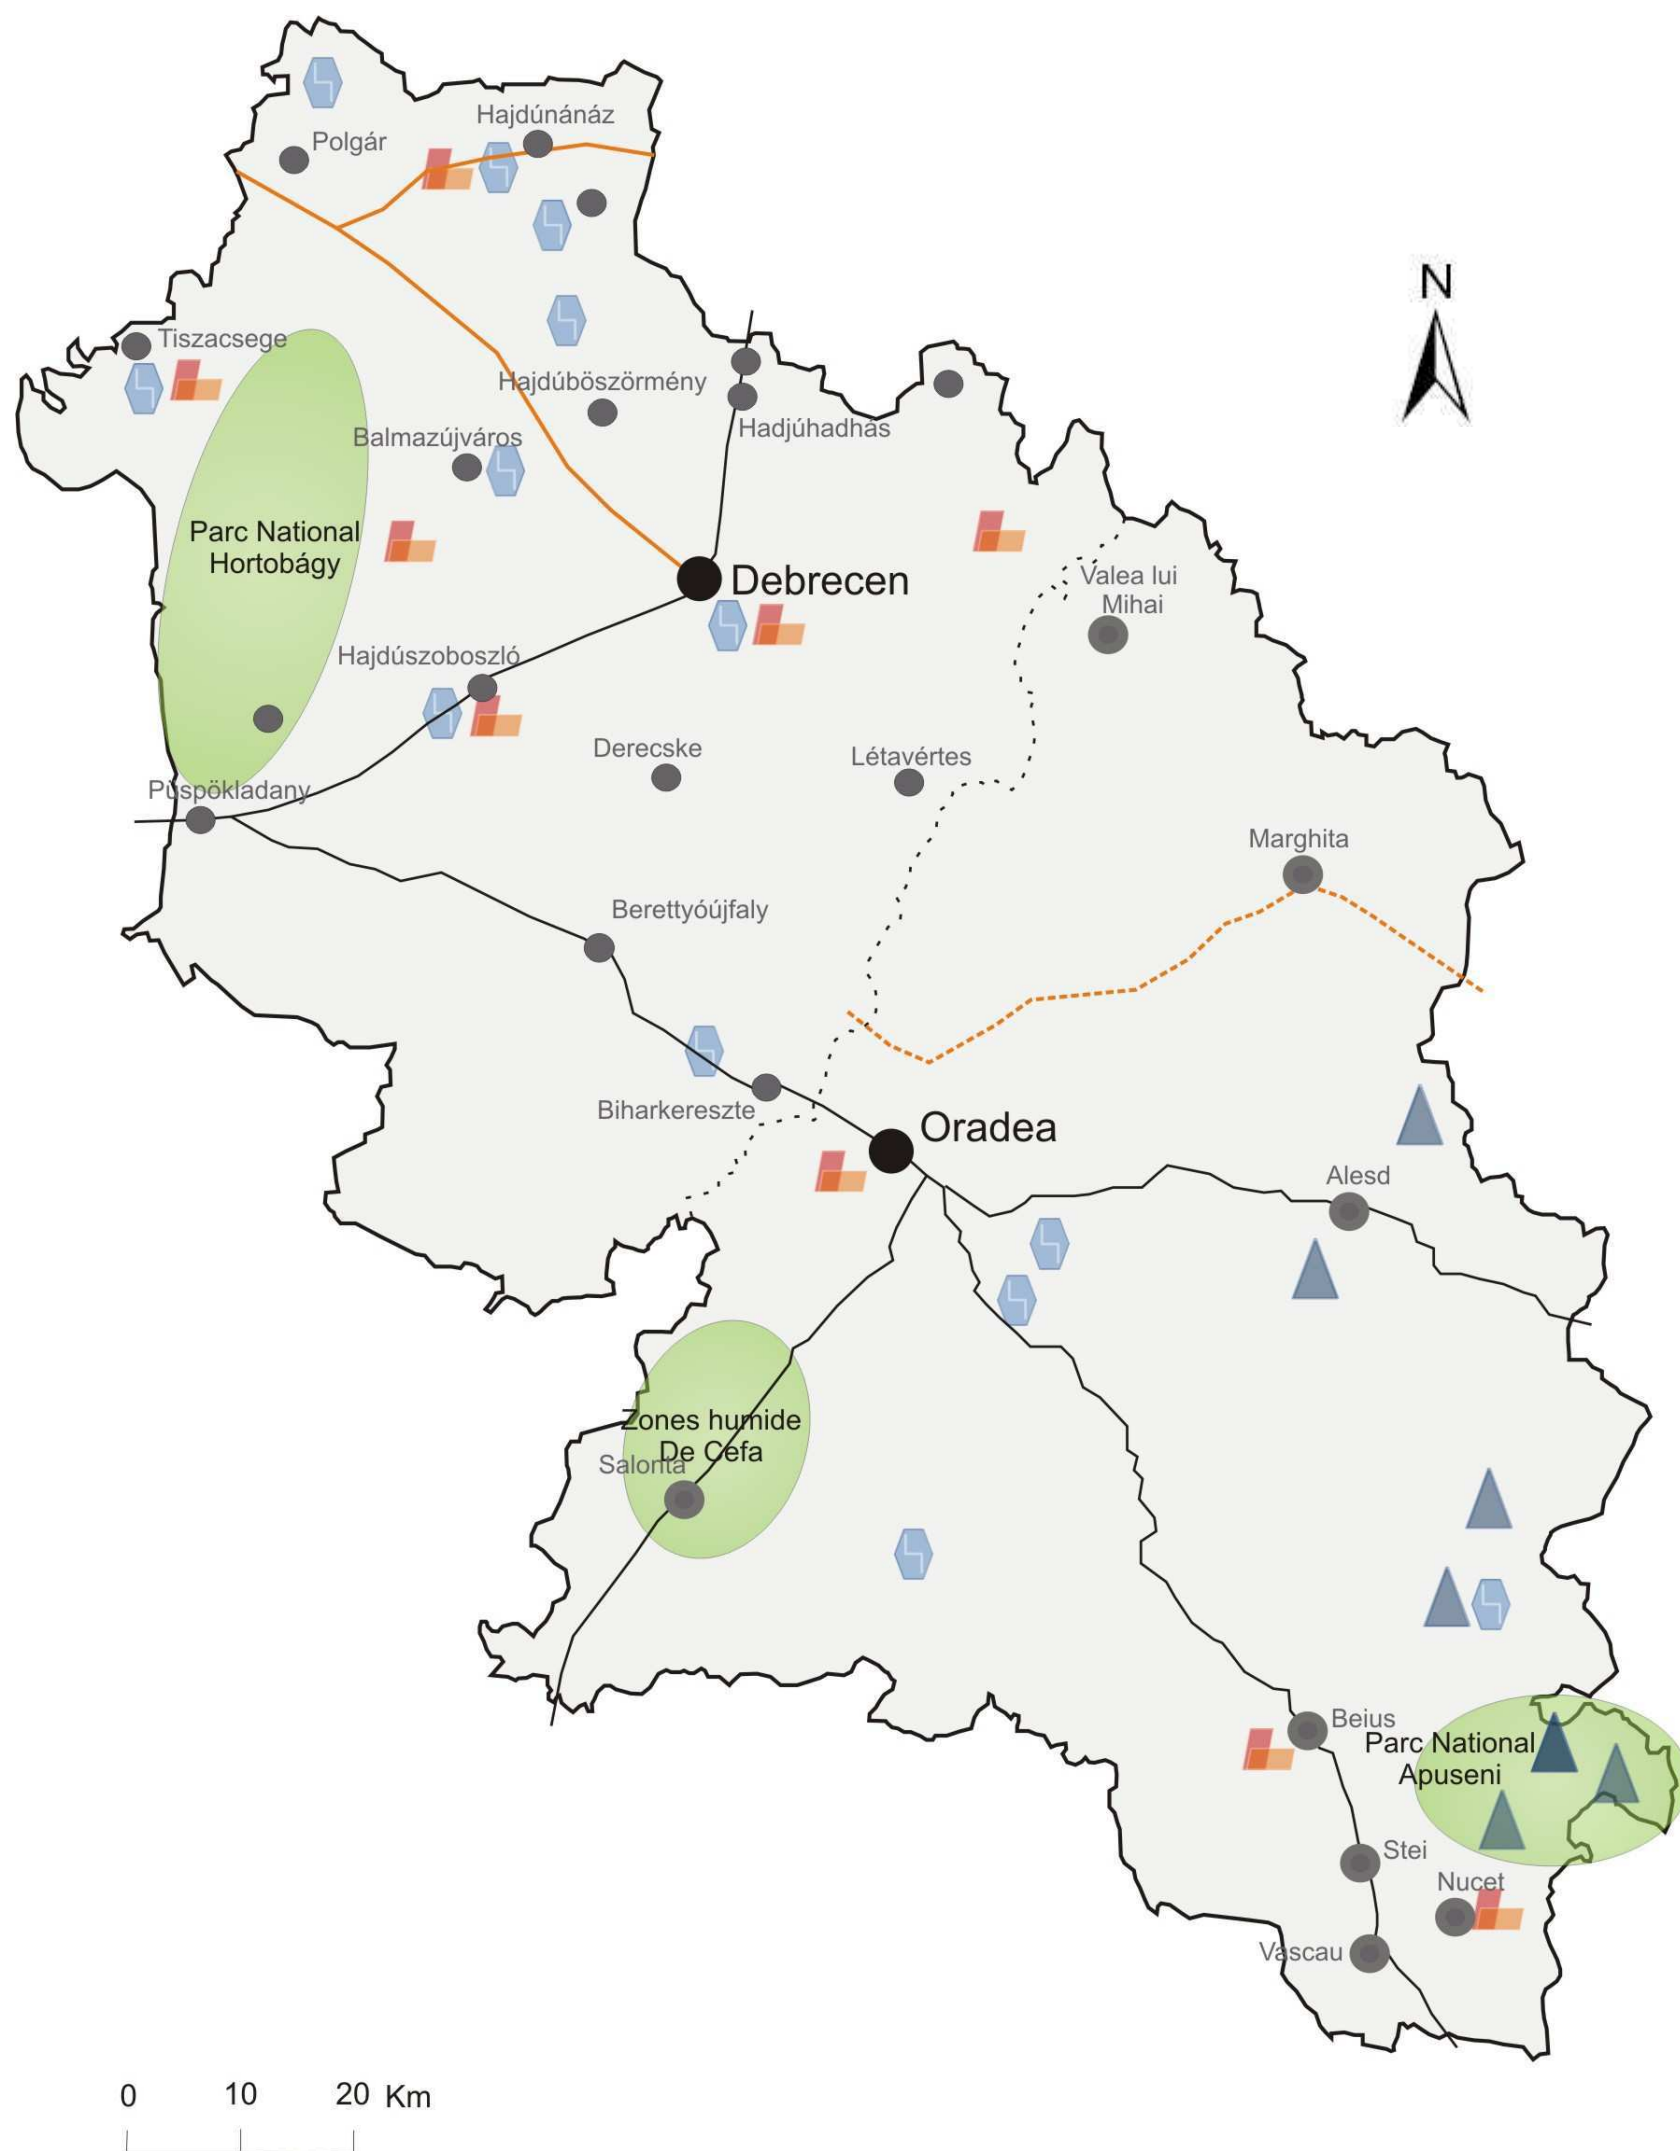 Hajdúnánáz
Polgár
N
Tiszacsege
Hajdúböszörmény
Hadjúhadhás
Balmazújváros
Parc National
Hortobágy
Debrecen
Valea lui
Mihai
Hajdúszoboszló
Derecske
Létavértes
Püspökladany
Marghita
Berettyóújfaly
Biharkereszte
Oradea
Alesd
Zones humide
De Cefa
Salonta
Beius
Parc National
Apuseni
Stei
Nucet
Vascau
0 10 20 Km